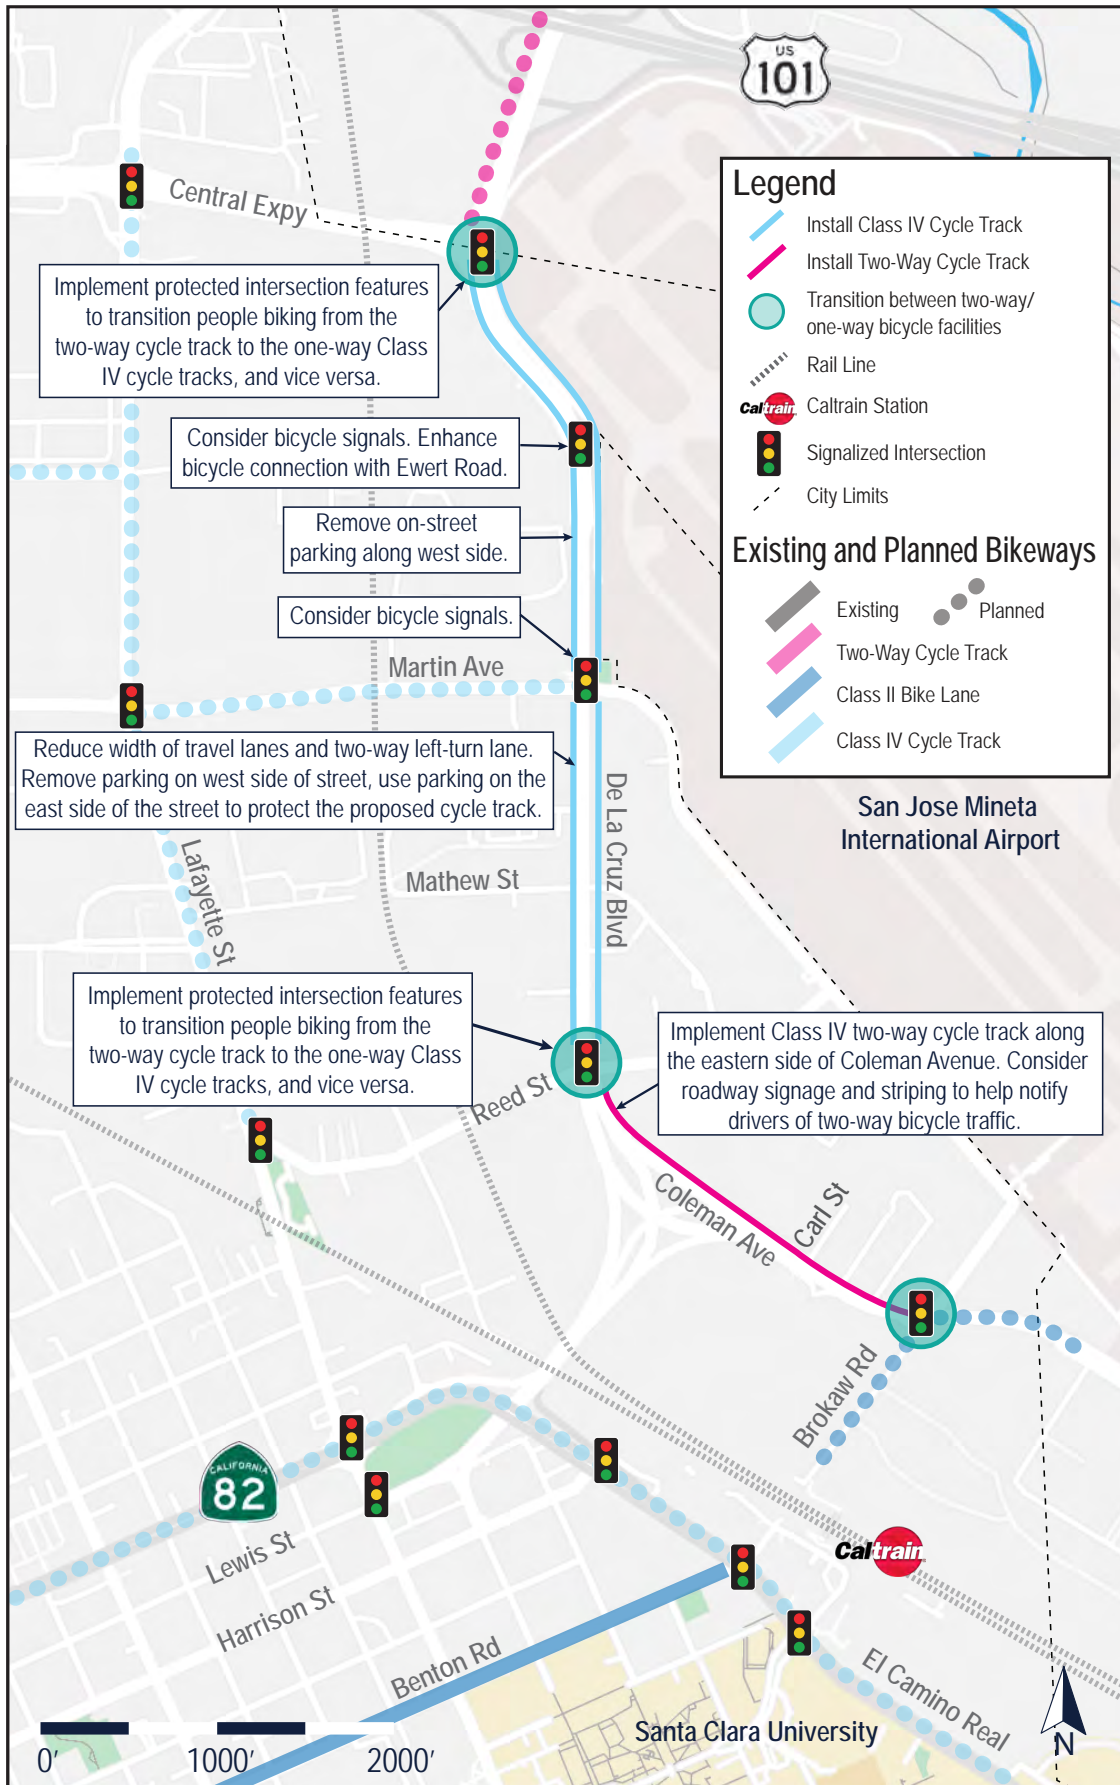 US
101
Central Expy
Legend
Install Class IV Cycle Track
Install Two-Way Cycle Track
Transition between two-way/
one-way bicycle facilities
Rail Line
Caltrain
Caltrain Station
Signalized Intersection
City Limits
Existing and Planned Bikeways
Existing
Planned
Two-Way Cycle Track
Class II Bike Lane
Class IV Cycle Track
Implement protected intersection features
to transition people biking from the
two-way cycle track to the one-way Class
IV cycle tracks, and vice versa.
Consider bicycle signals. Enhance
bicycle connection with Ewert Road.
Remove on-street
parking along west side.
Consider bicycle signals.
Martin Ave
Reduce width of travel lanes and two-way left-turn lane.
Remove parking on west side of street, use parking on the
east side of the street to protect the proposed cycle track.
De La Cruz Blvd
San Jose Mineta
International Airport
Lafayette St
Mathew St
Implement protected intersection features
to transition people biking from the
two-way cycle track to the one-way Class
IV cycle tracks, and vice versa.
Implement Class IV two-way cycle track along
the eastern side of Coleman Avenue. Consider
roadway signage and striping to help notify
drivers of two-way bicycle traffic.
Reed St
Coleman Ave
Carl St
Brokaw Rd
CALIFORNIA
82
Lewis St
Harrison St
Benton Rd
Caltrain
El Camino Real
Santa Clara University
0'
1000'
2000'
N